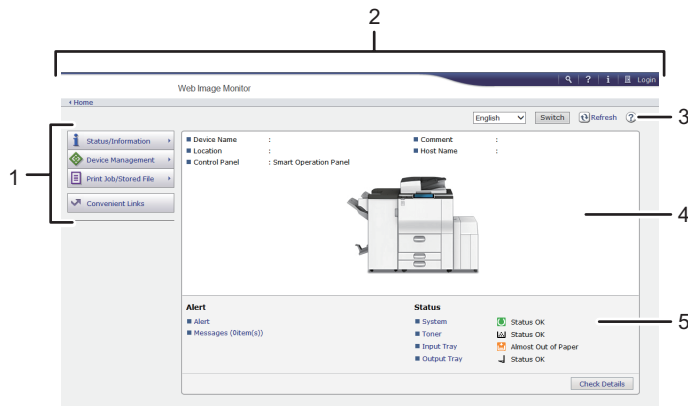 2
? i Login
Web Image Monitor
Home
English Switch Refresh ? 3
1
i Status/Information
Device Management
Print Job/Stored File
Convenient Links
Device Name :
Location :
Control Panel : Smart Operation Panel
Comment :
Host Name :
4
Alert
Alert
Messages (0item(s))
Status
System Status OK
Toner Status OK
Input Tray Almost Out of Paper
Output Tray Status OK
5
Check Details